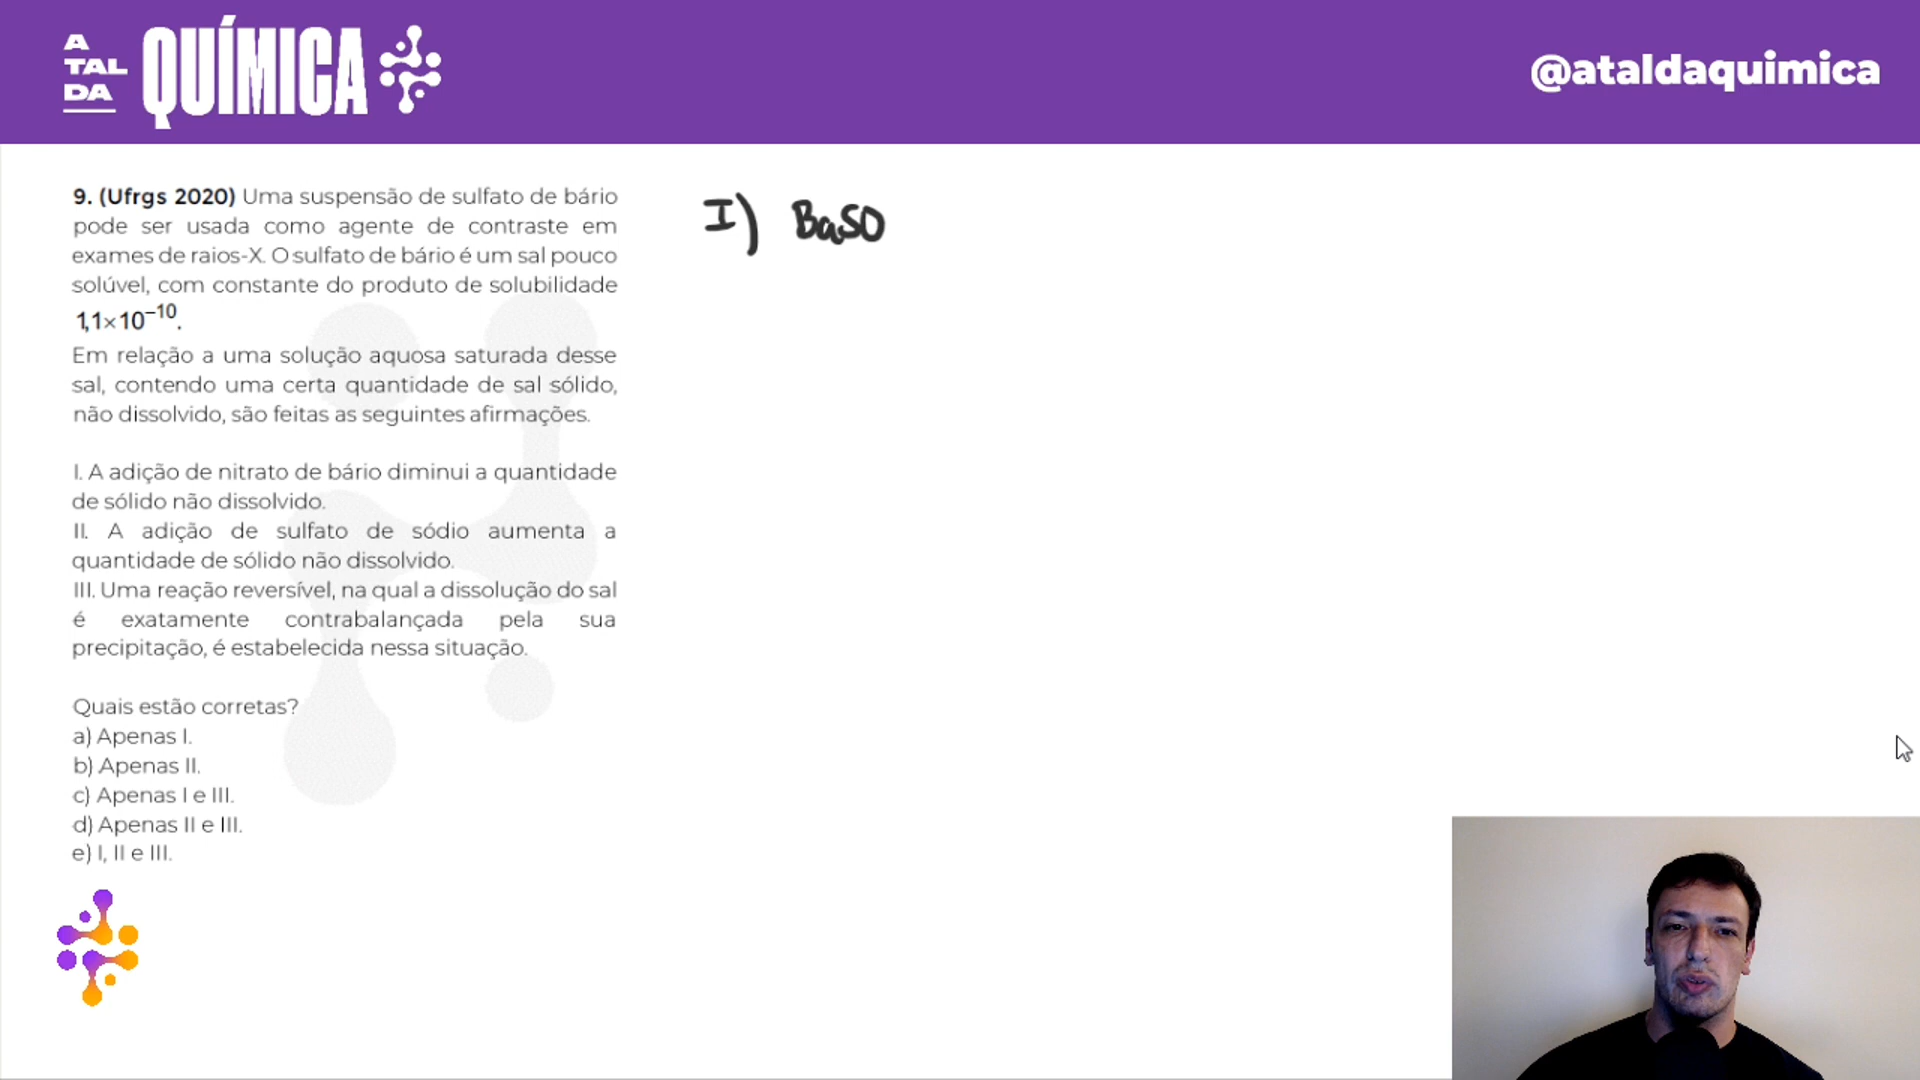 A
TAL
DA
QUÍMICA
@ataldaquimica
9. (Ufrgs 2020) Uma suspensão de sulfato de bário
pode ser usada como agente de contraste em
exames de raios-X. O sulfato de bário é um sal pouco
solúvel, com constante do produto de solubilidade
1,1×10⁻¹⁰.
Em relação a uma solução aquosa saturada desse
sal, contendo uma certa quantidade de sal sólido,
não dissolvido, são feitas as seguintes afirmações.
I. A adição de nitrato de bário diminui a quantidade
de sólido não dissolvido.
II. A adição de sulfato de sódio aumenta a
quantidade de sólido não dissolvido.
III. Uma reação reversível, na qual a dissolução do sal
é exatamente contrabalançada pela sua
precipitação, é estabelecida nessa situação.
Quais estão corretas?
a) Apenas I.
b) Apenas II.
c) Apenas I e III.
d) Apenas II e III.
e) I, II e III.
I) BaSO